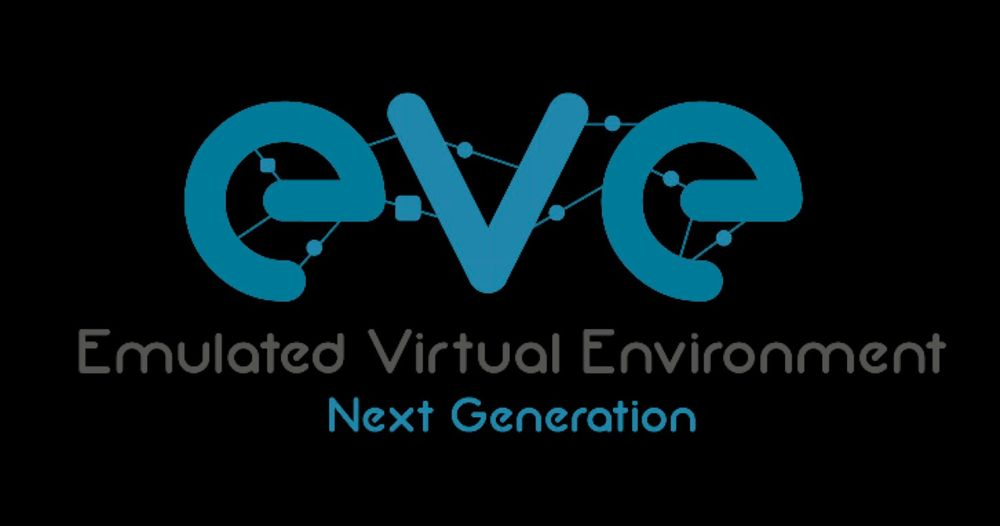 eve
Emulated Virtual Environment
Next Generation